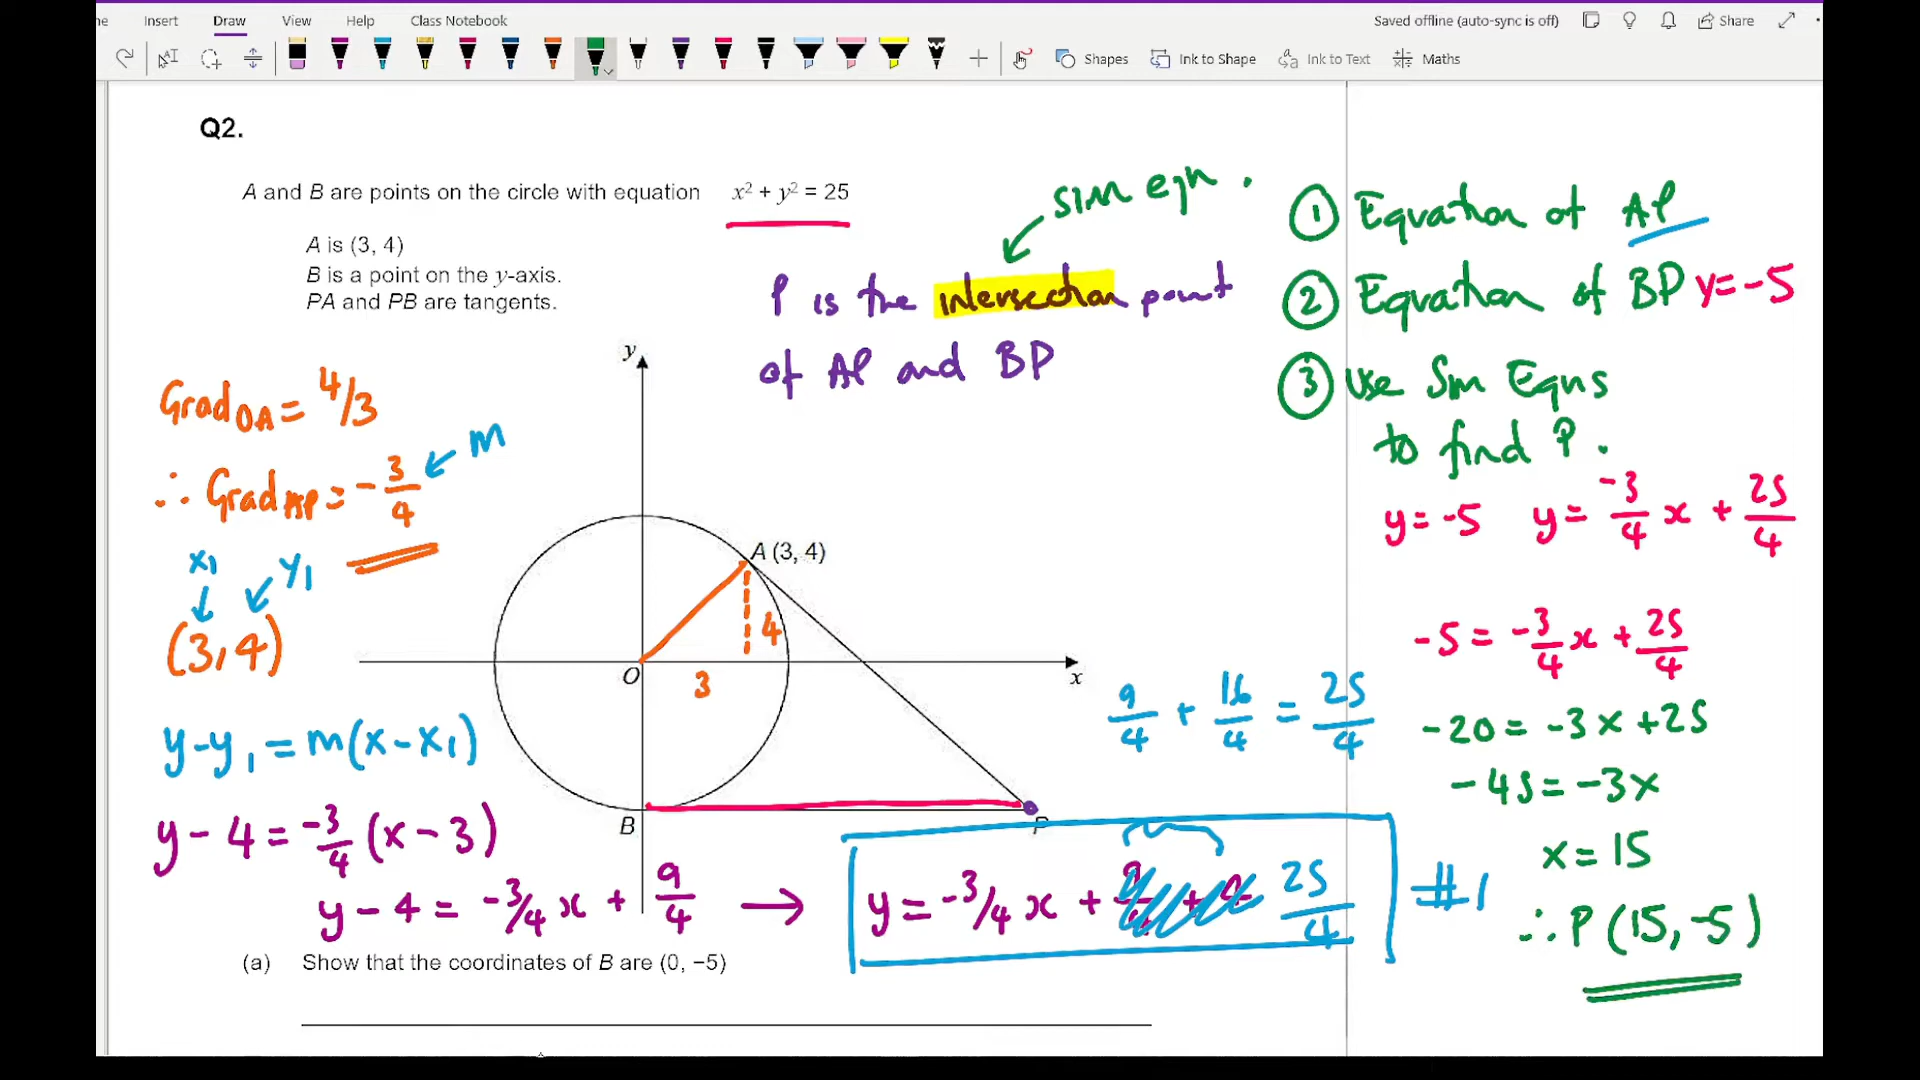 Insert Draw View Help Class Notebook Saved offline (auto-sync is off) Share
Shapes Ink to Shape Ink to Text Maths
Q2.
A and B are points on the circle with equation x² + y² = 25
A is (3, 4)
B is a point on the y-axis.
PA and PB are tangents.
sim eqn.
P is the intersection point
of AP and BP
① Equation of AP
② Equation of BP y=-5
③ Use Sim Eqns
to find P.
y=-5 y= -3/4 x + 25/4
-5 = -3/4 x + 25/4
-20 = -3x+25
-45 = -3x
x = 15
∴ P (15, -5)
Grad OA = 4/3
m
∴ Grad AP = -3/4
x₁ y₁
(3, 4)
y-y₁ = m(x-x₁)
y - 4 = -3/4 (x - 3)
y - 4 = -3/4 x + 9/4 → y = -3/4 x + 25/4 #1
9/4 + 16/4 = 25/4
y
A (3, 4)
4
O
3
x
B
P
(a) Show that the coordinates of B are (0, −5)